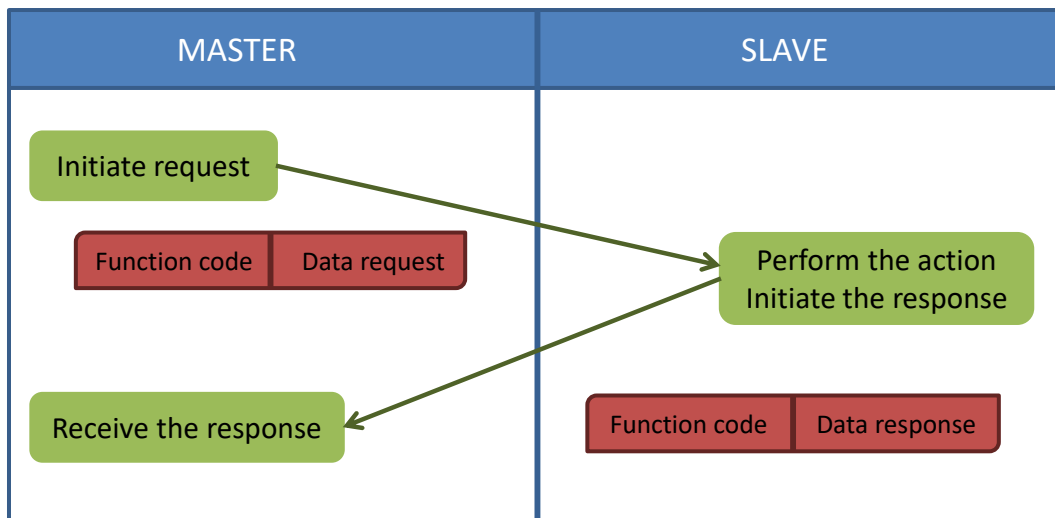 MASTER
SLAVE
Initiate request
Function code
Data request
Perform the action
Initiate the response
Receive the response
Function code
Data response